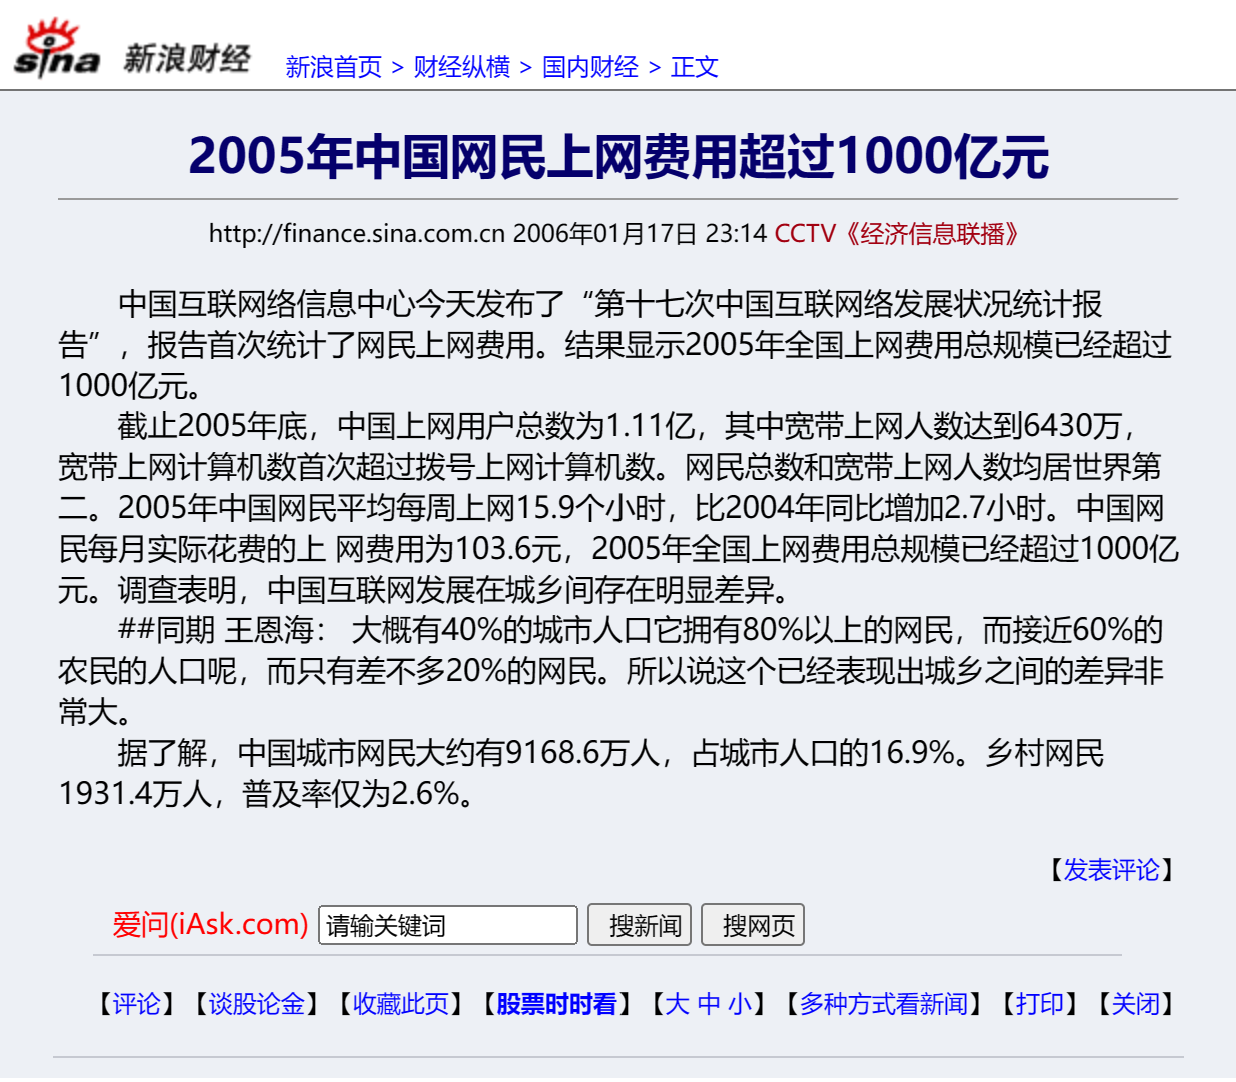 sina 新浪财经 新浪首页 > 财经纵横 > 国内财经 > 正文
2005年中国网民上网费用超过1000亿元
http://finance.sina.com.cn 2006年01月17日 23:14 CCTV《经济信息联播》
中国互联网络信息中心今天发布了“第十七次中国互联网络发展状况统计报
告”，报告首次统计了网民上网费用。结果显示2005年全国上网费用总规模已经超过
1000亿元。
截止2005年底，中国上网用户总数为1.11亿，其中宽带上网人数达到6430万，
宽带上网计算机数首次超过拨号上网计算机数。网民总数和宽带上网人数均居世界第
二。2005年中国网民平均每周上网15.9个小时，比2004年同比增加2.7小时。中国网
民每月实际花费的上 网费用为103.6元，2005年全国上网费用总规模已经超过1000亿
元。调查表明，中国互联网发展在城乡间存在明显差异。
##同期 王恩海： 大概有40%的城市人口它拥有80%以上的网民，而接近60%的
农民的人口呢，而只有差不多20%的网民。所以说这个已经表现出城乡之间的差异非
常大。
据了解，中国城市网民大约有9168.6万人，占城市人口的16.9%。乡村网民
1931.4万人，普及率仅为2.6%。
【发表评论】
爱问(iAsk.com) 请输关键词 搜新闻 搜网页
【评论】【谈股论金】【收藏此页】【股票时时看】【大 中 小】【多种方式看新闻】【打印】【关闭】